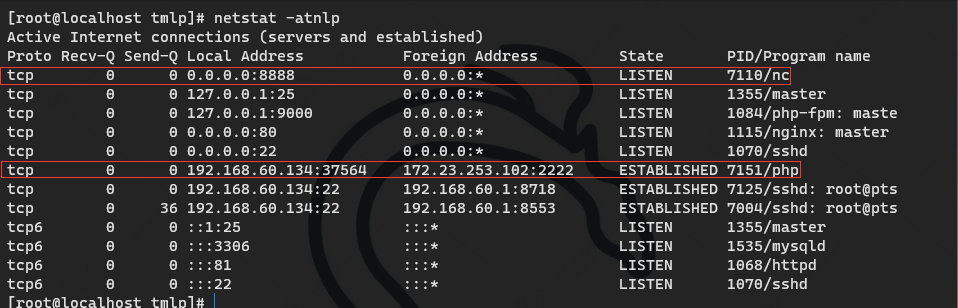 [root@localhost tmlp]# netstat -atnlp
Active Internet connections (servers and established)
Proto Recv-Q Send-Q Local Address           Foreign Address         State       PID/Program name
tcp        0      0 0.0.0.0:8888            0.0.0.0:*               LISTEN      7110/nc
tcp        0      0 127.0.0.1:25            0.0.0.0:*               LISTEN      1355/master
tcp        0      0 127.0.0.1:9000          0.0.0.0:*               LISTEN      1084/php-fpm: maste
tcp        0      0 0.0.0.0:80              0.0.0.0:*               LISTEN      1115/nginx: master
tcp        0      0 0.0.0.0:22              0.0.0.0:*               LISTEN      1070/sshd
tcp        0      0 192.168.60.134:37564    172.23.253.102:2222     ESTABLISHED 7151/php
tcp        0      0 192.168.60.134:22       192.168.60.1:8718       ESTABLISHED 7125/sshd: root@pts
tcp        0     36 192.168.60.134:22       192.168.60.1:8553       ESTABLISHED 7004/sshd: root@pts
tcp6       0      0 ::1:25                  :::*                    LISTEN      1355/master
tcp6       0      0 :::3306                 :::*                    LISTEN      1535/mysqld
tcp6       0      0 :::81                   :::*                    LISTEN      1068/httpd
tcp6       0      0 :::22                   :::*                    LISTEN      1070/sshd
[root@localhost tmlp]#